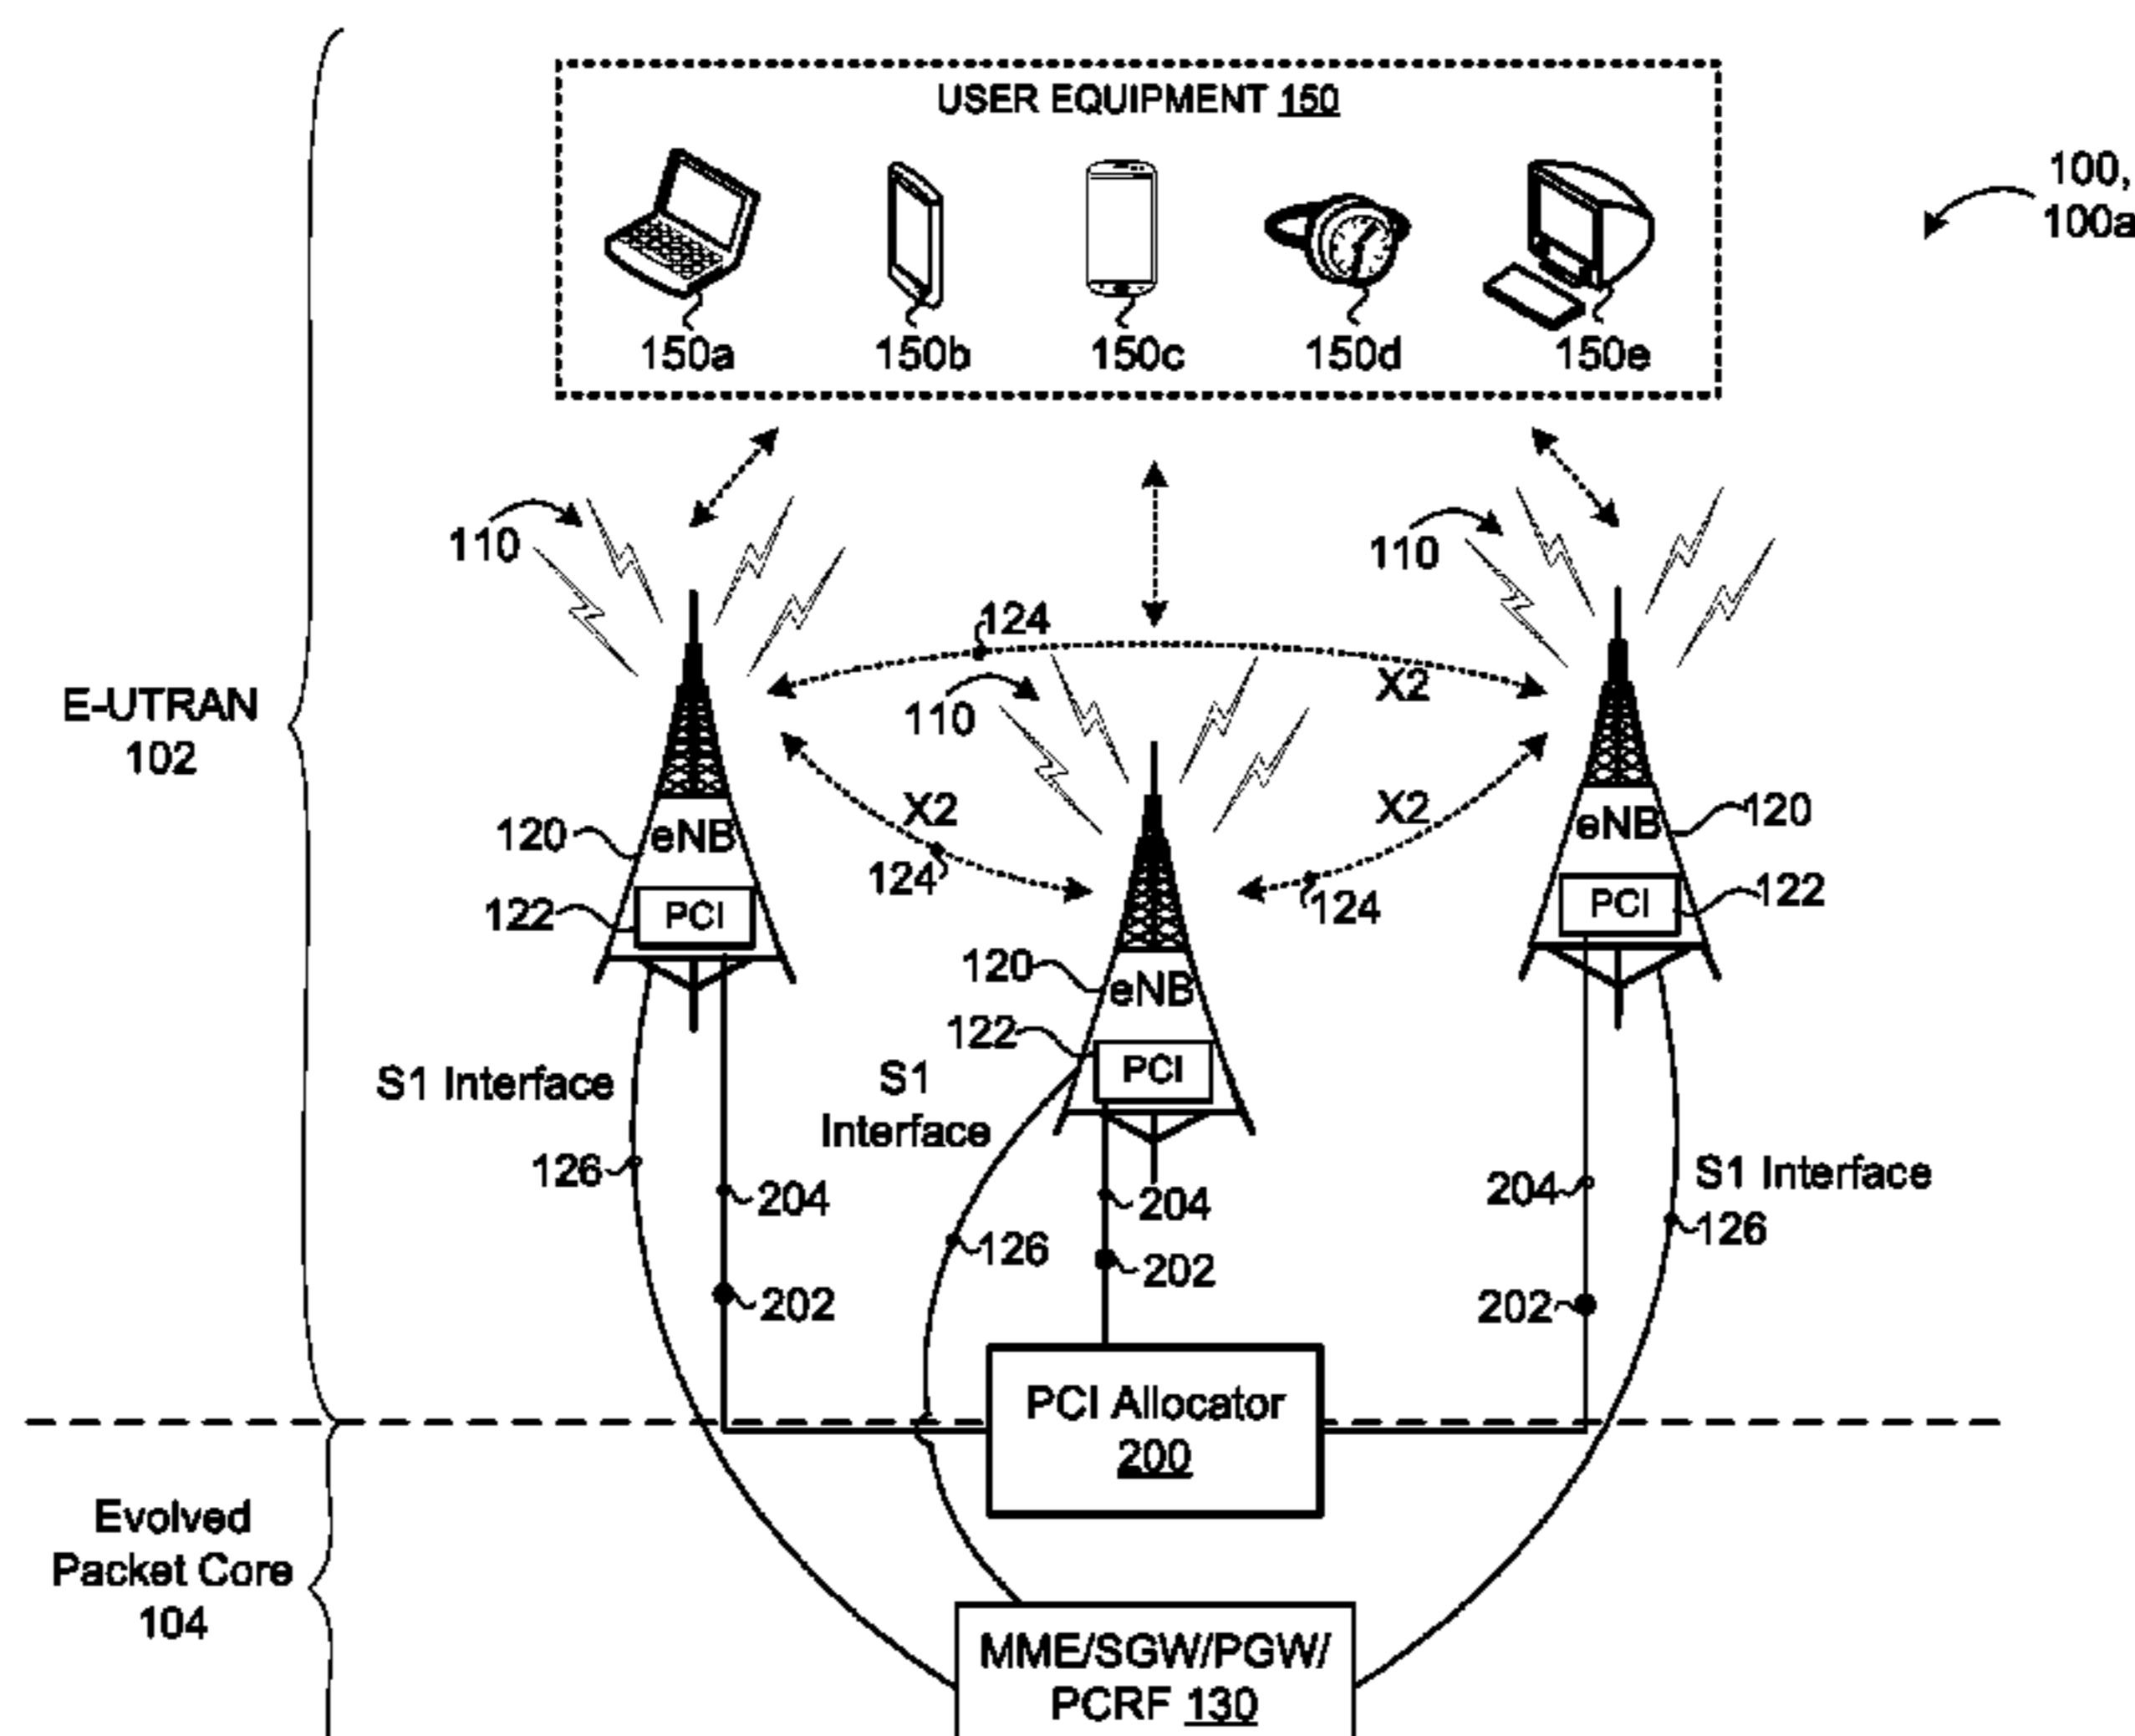 USER EQUIPMENT 150
100,
100a
150a
150b
150c
150d
150e
110
110
124
110
X2
E-UTRAN
102
120
eNB
X2
124
X2
124
eNB
120
122
PCI
PCI
122
120
eNB
122
PCI
S1 Interface
S1
Interface
126
204
204
204
S1 Interface
126
126
202
202
202
PCI Allocator
200
Evolved
Packet Core
104
MME/SGW/PGW/
PCRF 130